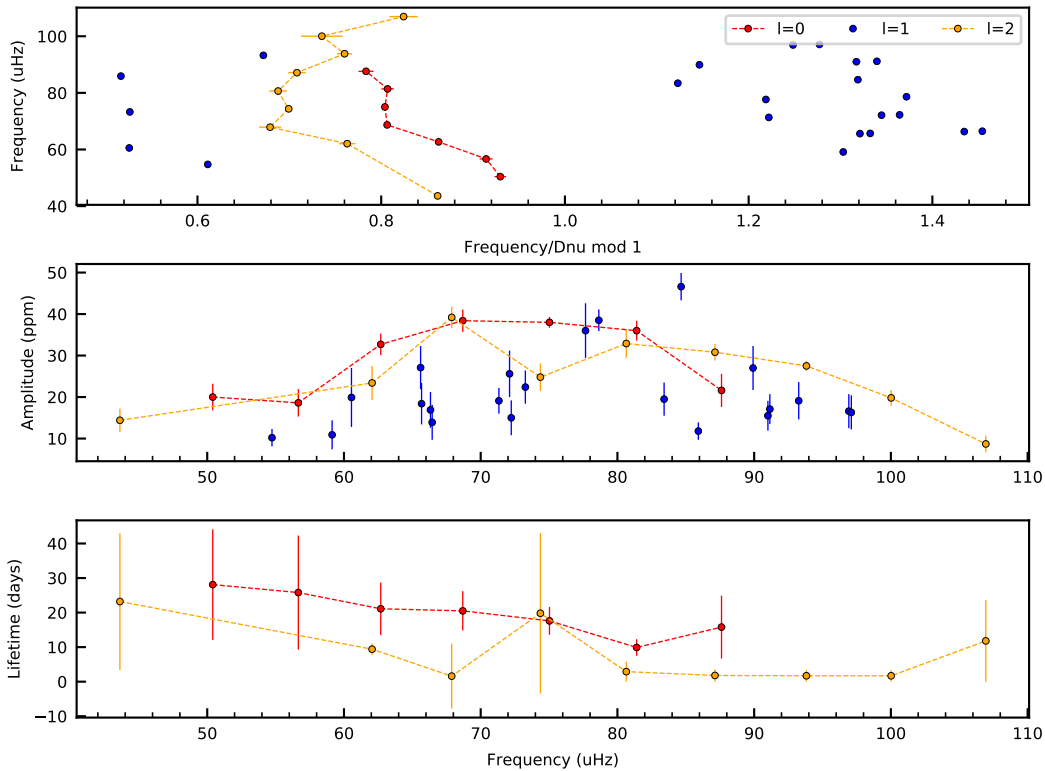 Frequency (uHz)
100
80
60
40
l=0 l=1 l=2
0.6 0.8 1.0 1.2 1.4
Frequency/Dnu mod 1
Amplitude (ppm)
50
40
30
20
10
50 60 70 80 90 100 110
Lifetime (days)
40
30
20
10
0
−10
50 60 70 80 90 100 110
Frequency (uHz)